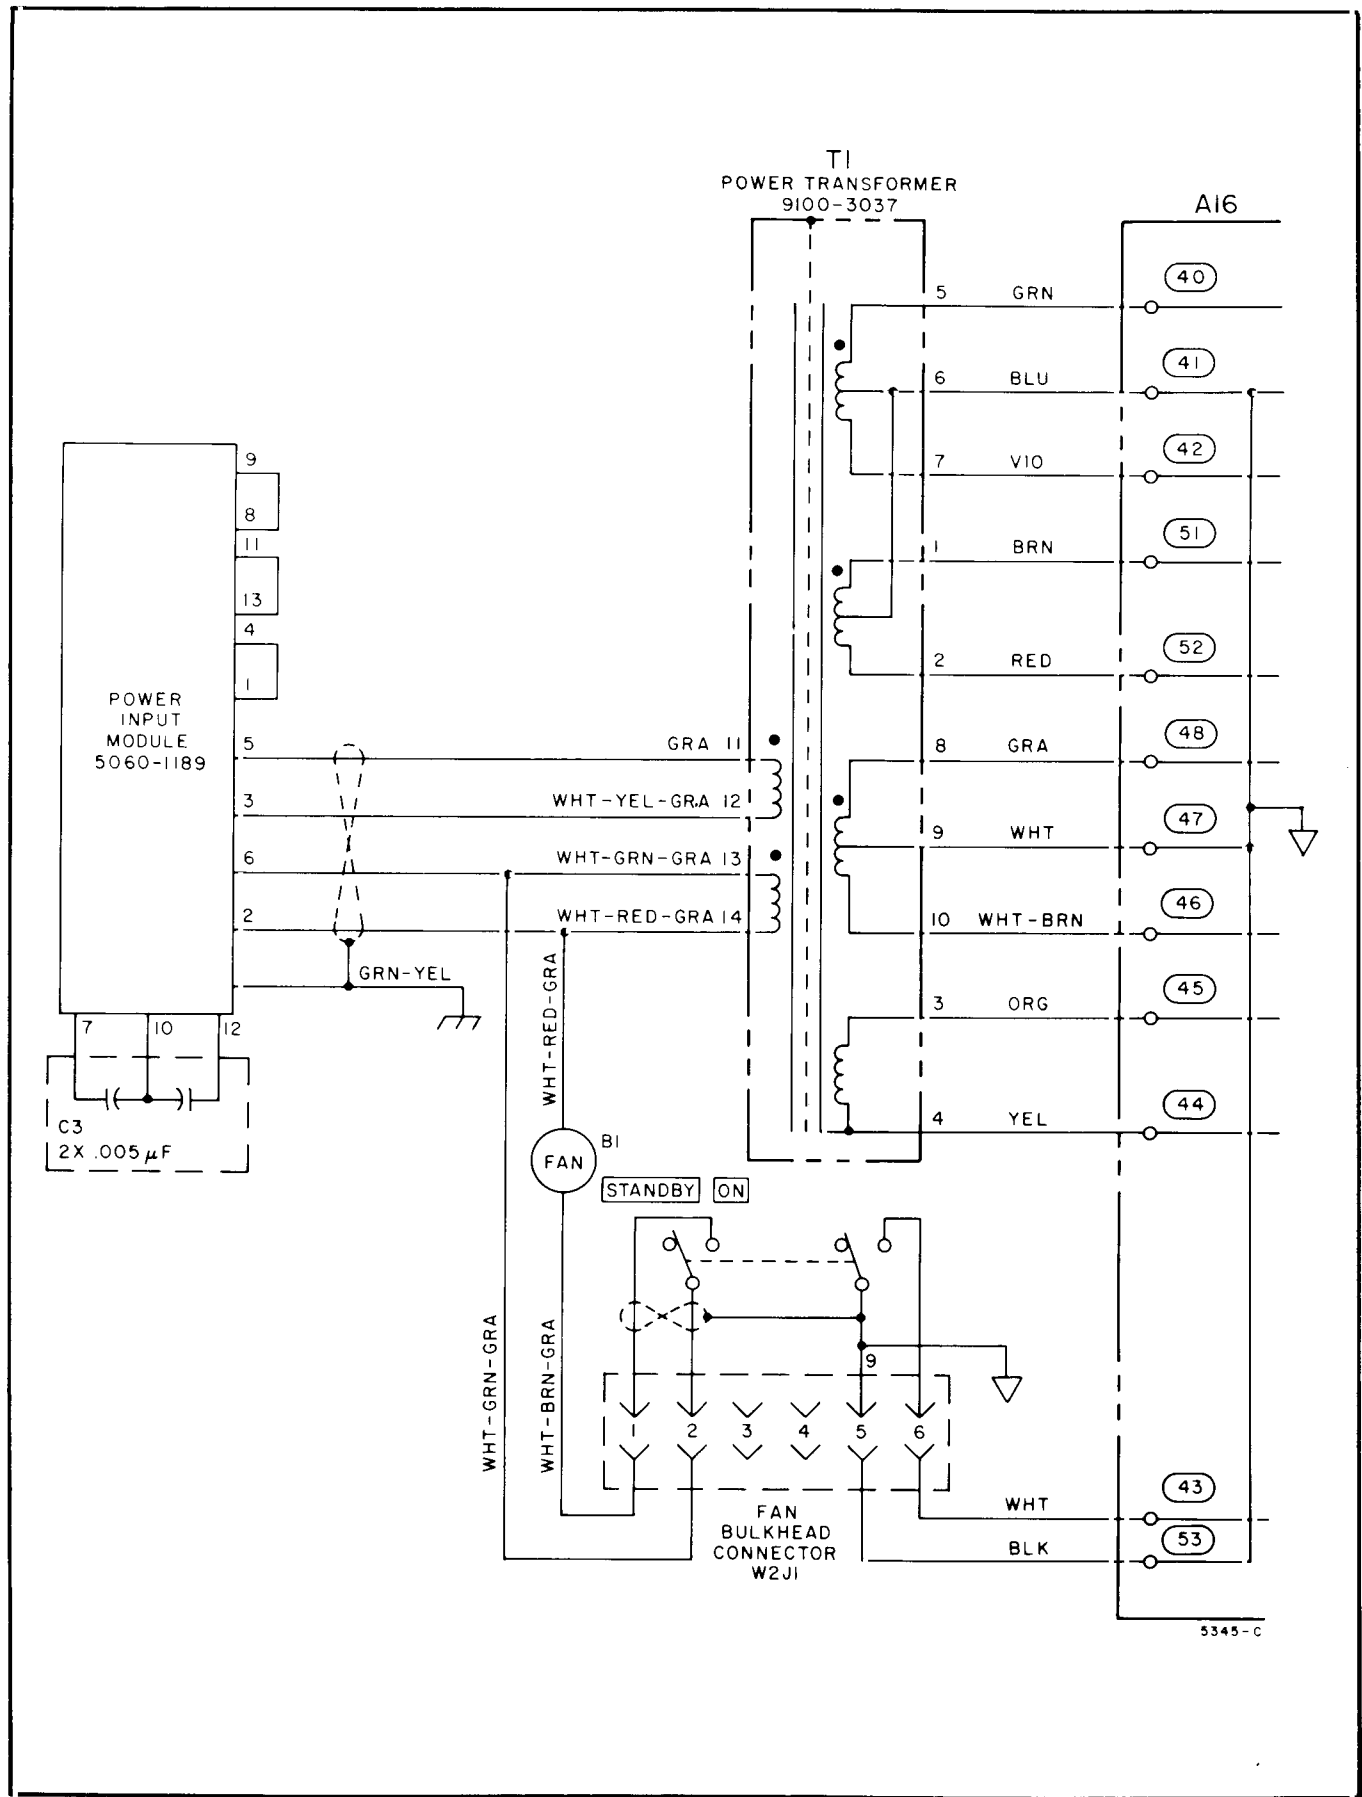 T1
POWER TRANSFORMER
9100-3037
A16
5 GRN 40
6 BLU 41
7 VIO 42
1 BRN 51
2 RED 52
8 GRA 48
9 WHT 47
10 WHT-BRN 46
3 ORG 45
4 YEL 44
9
8
11
13
4
1
POWER
INPUT
MODULE
5060-1189
5
3
6
2
GRA 11
WHT-YEL-GRA 12
WHT-GRN-GRA 13
WHT-RED-GRA 14
GRN-YEL
7 10 12
C3
2X .005 µF
WHT-RED-GRA
FAN
B1
STANDBY ON
WHT-GRN-GRA
WHT-BRN-GRA
9
1 2 3 4 5 6
FAN
BULKHEAD
CONNECTOR
W2J1
WHT 43
BLK 53
5345-C